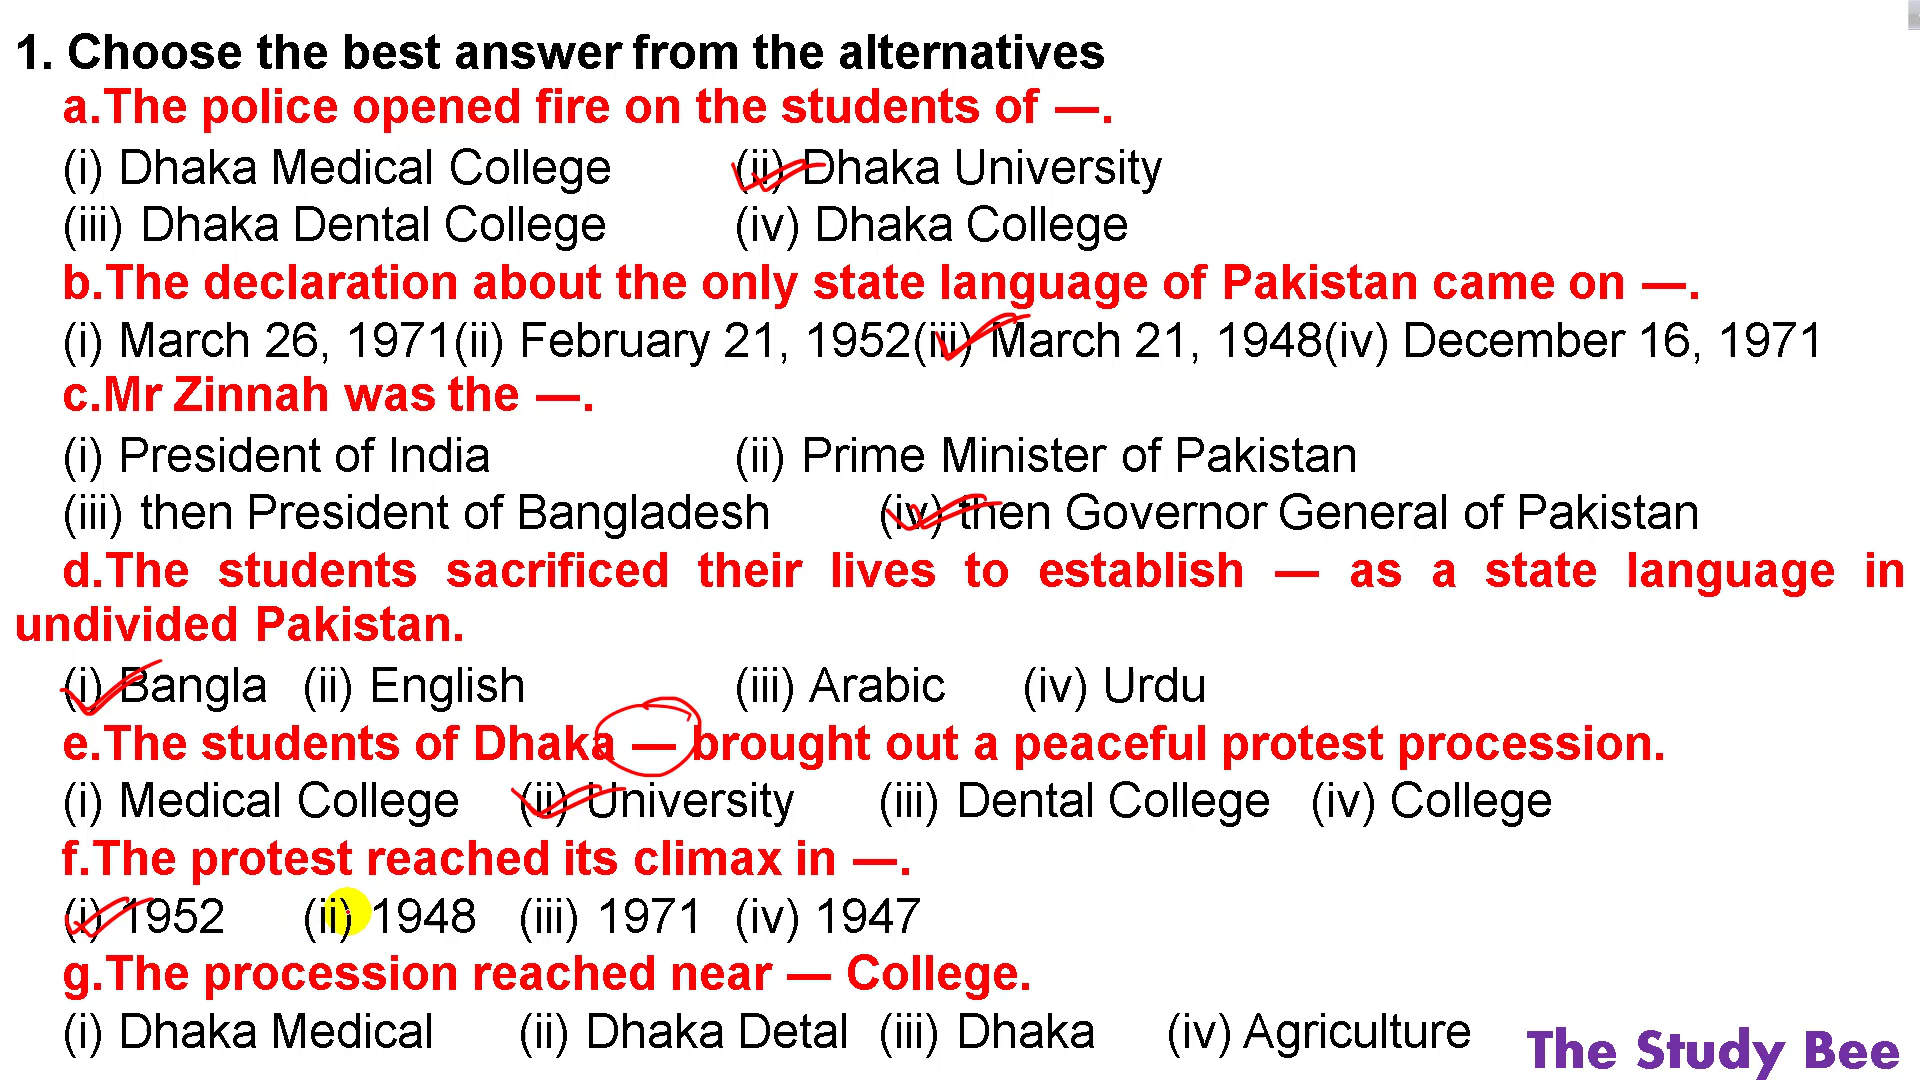 1. Choose the best answer from the alternatives
a.The police opened fire on the students of —.
(i) Dhaka Medical College (ii) Dhaka University
(iii) Dhaka Dental College (iv) Dhaka College
b.The declaration about the only state language of Pakistan came on —.
(i) March 26, 1971(ii) February 21, 1952(iii) March 21, 1948(iv) December 16, 1971
c.Mr Zinnah was the —.
(i) President of India (ii) Prime Minister of Pakistan
(iii) then President of Bangladesh (iv) then Governor General of Pakistan
d.The students sacrificed their lives to establish — as a state language in
undivided Pakistan.
(i) Bangla (ii) English (iii) Arabic (iv) Urdu
e.The students of Dhaka — brought out a peaceful protest procession.
(i) Medical College (ii) University (iii) Dental College (iv) College
f.The protest reached its climax in —.
(i) 1952 (ii) 1948 (iii) 1971 (iv) 1947
g.The procession reached near — College.
(i) Dhaka Medical (ii) Dhaka Detal (iii) Dhaka (iv) Agriculture
The Study Bee